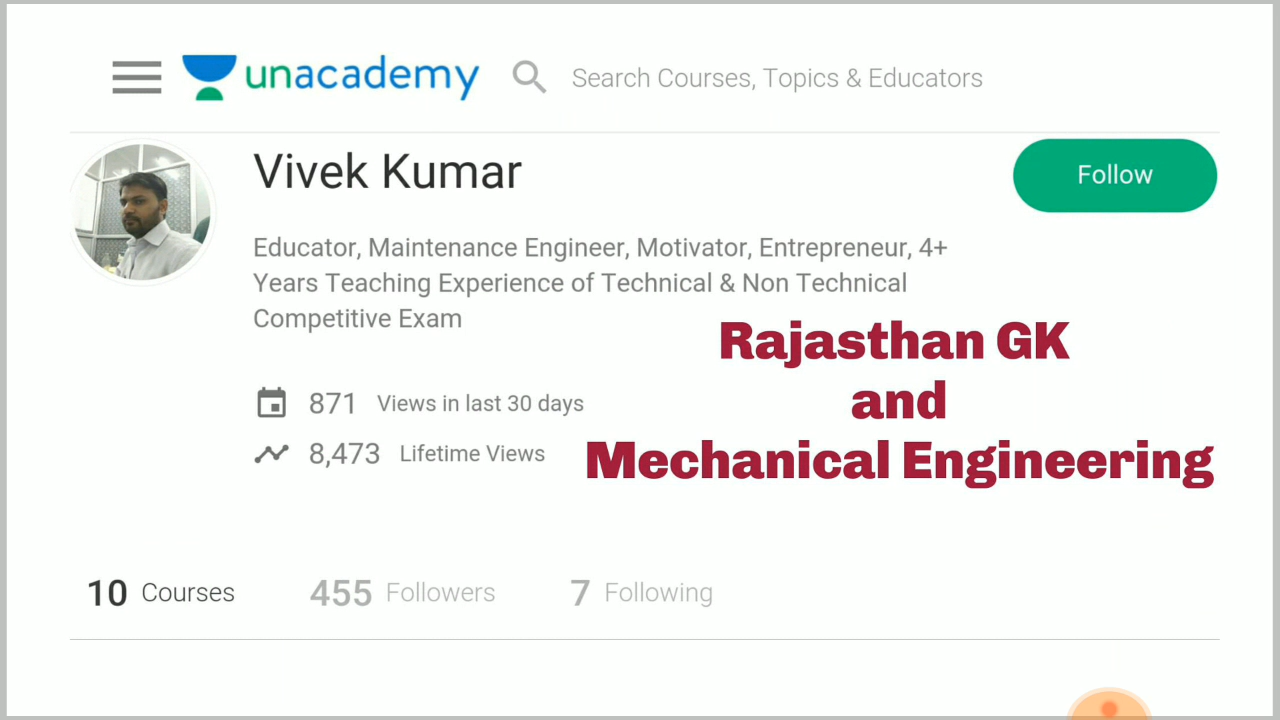 unacademy
Search Courses, Topics & Educators
Vivek Kumar
Follow
Educator, Maintenance Engineer, Motivator, Entrepreneur, 4+
Years Teaching Experience of Technical & Non Technical
Competitive Exam
Rajasthan GK
and
Mechanical Engineering
871 Views in last 30 days
8,473 Lifetime Views
10 Courses
455 Followers
7 Following